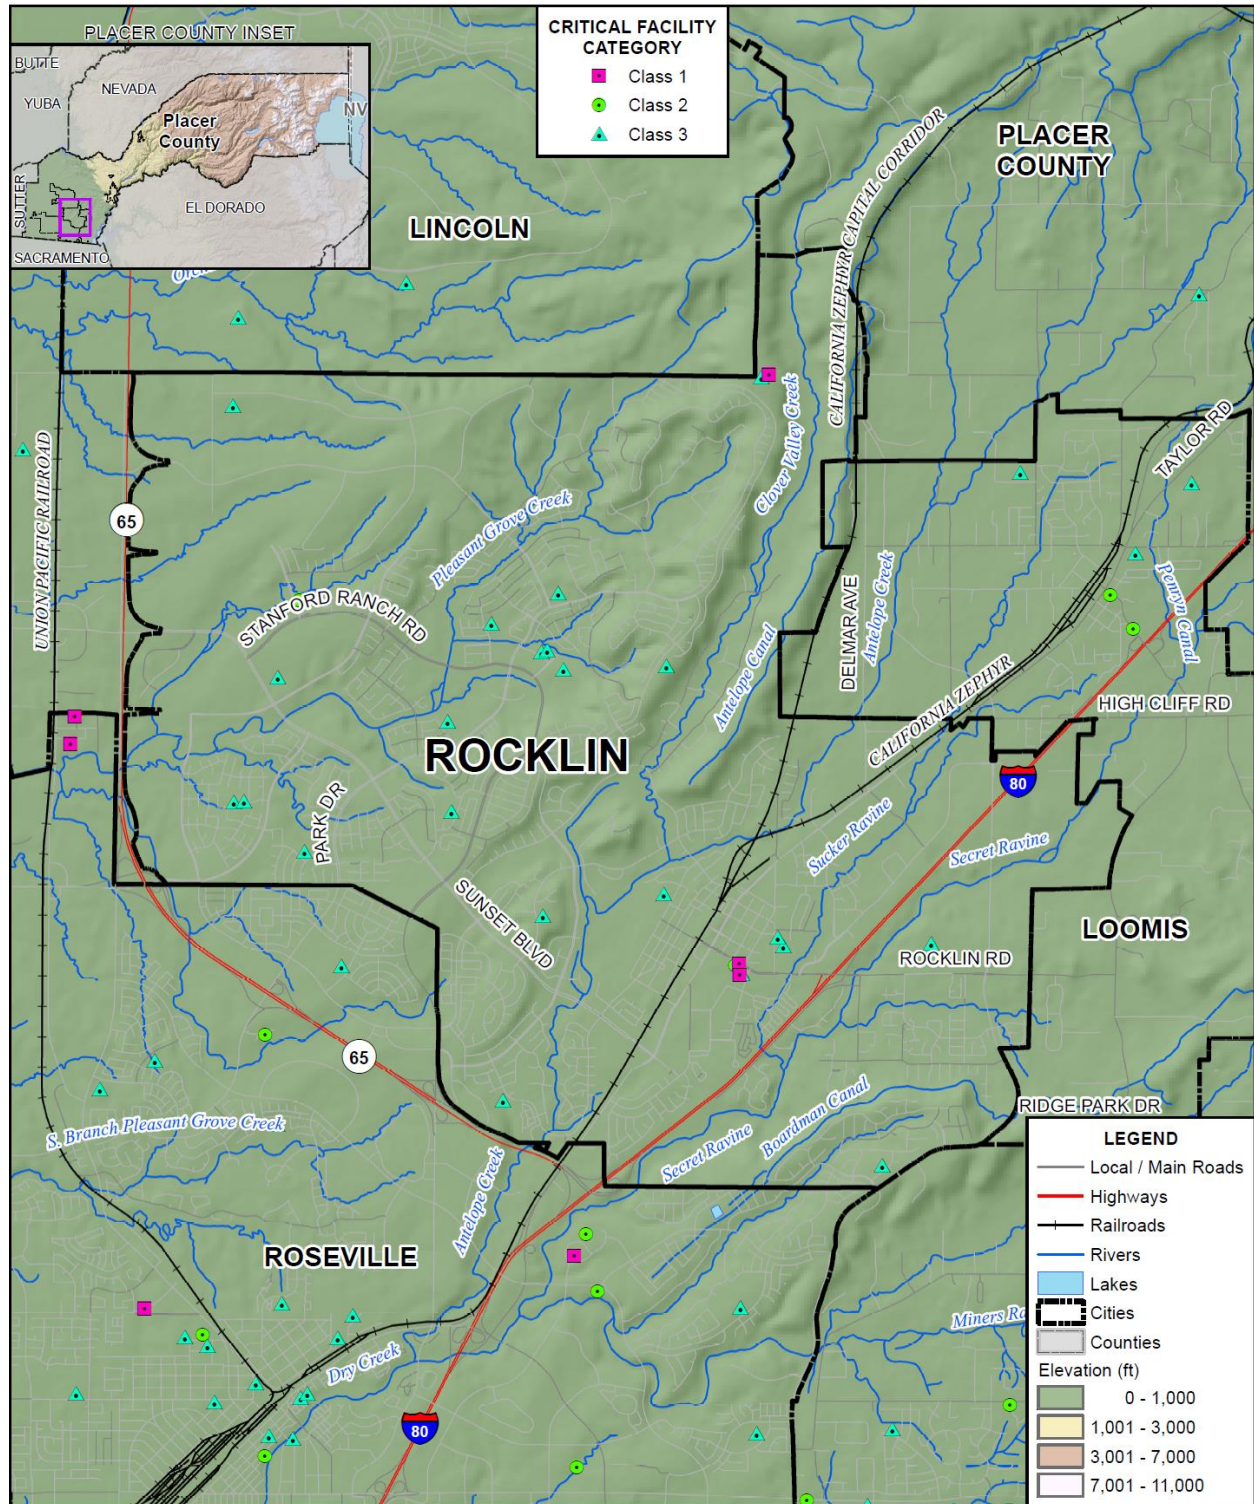 PLACER COUNTY INSET
BUTTE
YUBA
NEVADA
Placer
County
NV
SUTTER
EL DORADO
SACRAMENTO
CRITICAL FACILITY
CATEGORY
Class 1
Class 2
Class 3
PLACER
COUNTY
LINCOLN
CALIFORNIA ZEPHYR CAPITAL CORRIDOR
UNION PACIFIC RAILROAD
65
Clover Valley Creek
TAYLOR RD
Pleasant Grove Creek
STANFORD RANCH RD
DELMAR AVE
Antelope Creek
Penryn Canal
Antelope Canal
CALIFORNIA ZEPHYR
HIGH CLIFF RD
ROCKLIN
80
PARK DR
Sucker Ravine
Secret Ravine
SUNSET BLVD
LOOMIS
ROCKLIN RD
65
S. Branch Pleasant Grove Creek
Boardman Canal
Secret Ravine
RIDGE PARK DR
Antelope Creek
ROSEVILLE
Dry Creek
Miners
80
LEGEND
Local / Main Roads
Highways
Railroads
Rivers
Lakes
Cities
Counties
Elevation (ft)
0 - 1,000
1,001 - 3,000
3,001 - 7,000
7,001 - 11,000